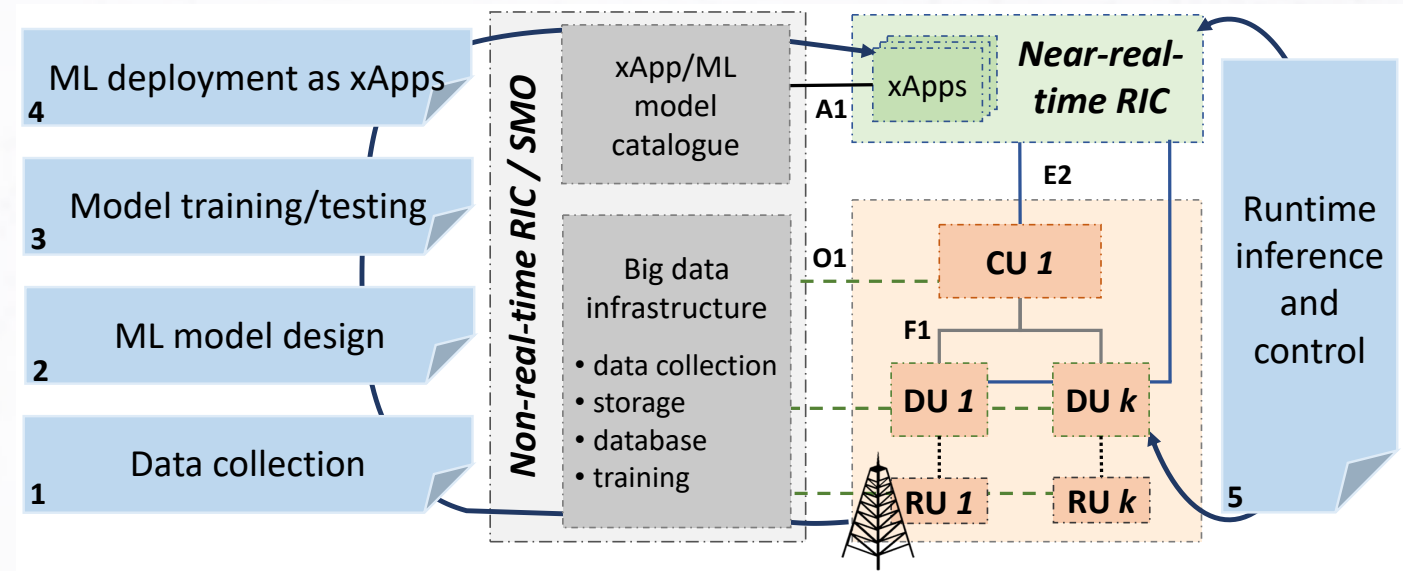 ML deployment as xApps
4
Model training/testing
3
ML model design
2
Data collection
1
Non-real-time RIC / SMO
xApp/ML
model
catalogue
Big data
infrastructure
• data collection
• storage
• database
• training
A1
O1
xApps
Near-real-
time RIC
E2
CU 1
F1
DU 1
DU k
RU 1
RU k
Runtime
inference
and
control
5